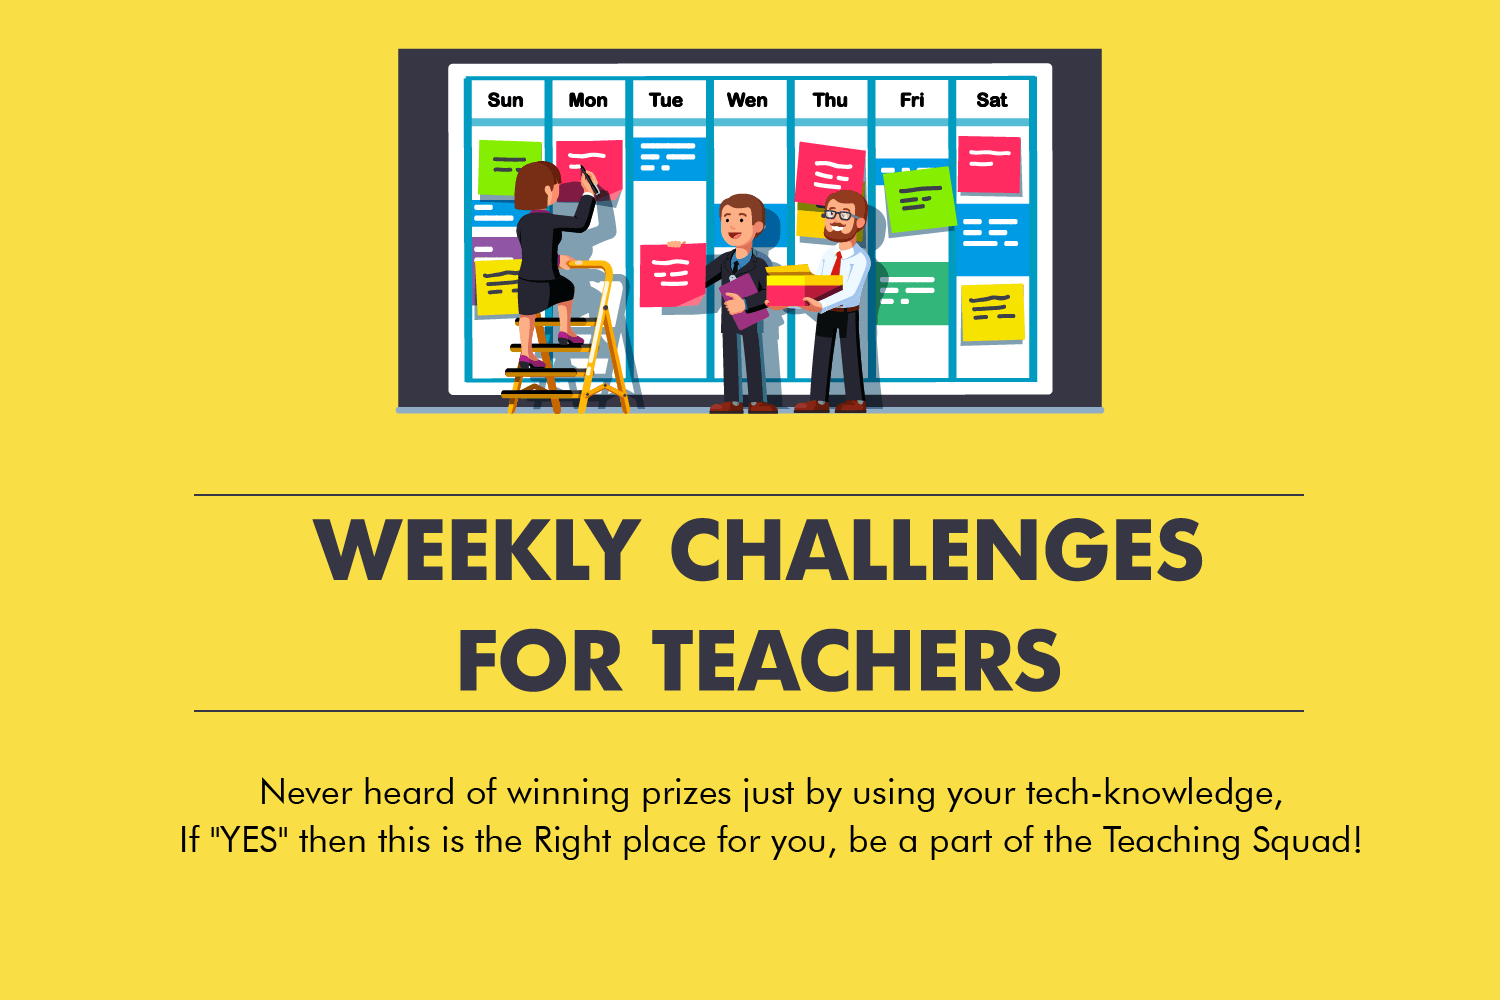 Sun Mon Tue Wen Thu Fri Sat
WEEKLY CHALLENGES
FOR TEACHERS
Never heard of winning prizes just by using your tech-knowledge,
If "YES" then this is the Right place for you, be a part of the Teaching Squad!